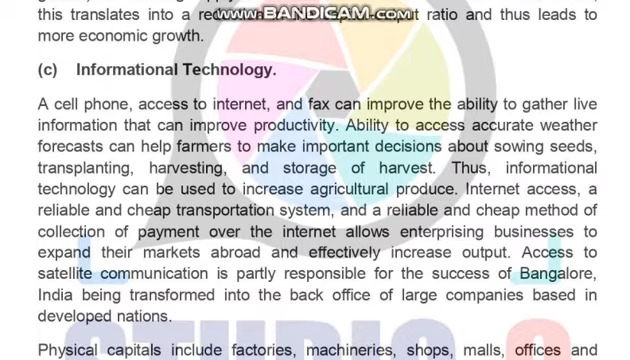 this translates into a ratio and thus leads to
www.BANDICAM.com
more economic growth.
(c) Informational Technology.
A cell phone, access to internet, and fax can improve the ability to gather live
information that can improve productivity. Ability to access accurate weather
forecasts can help farmers to make important decisions about sowing seeds,
transplanting, harvesting, and storage of harvest. Thus, informational
technology can be used to increase agricultural produce. Internet access, a
reliable and cheap transportation system, and a reliable and cheap method of
collection of payment over the internet allows enterprising businesses to
expand their markets abroad and effectively increase output. Access to
satellite communication is partly responsible for the success of Bangalore,
India being transformed into the back office of large companies based in
developed nations.
Physical capitals include factories, machineries, shops, malls, offices and